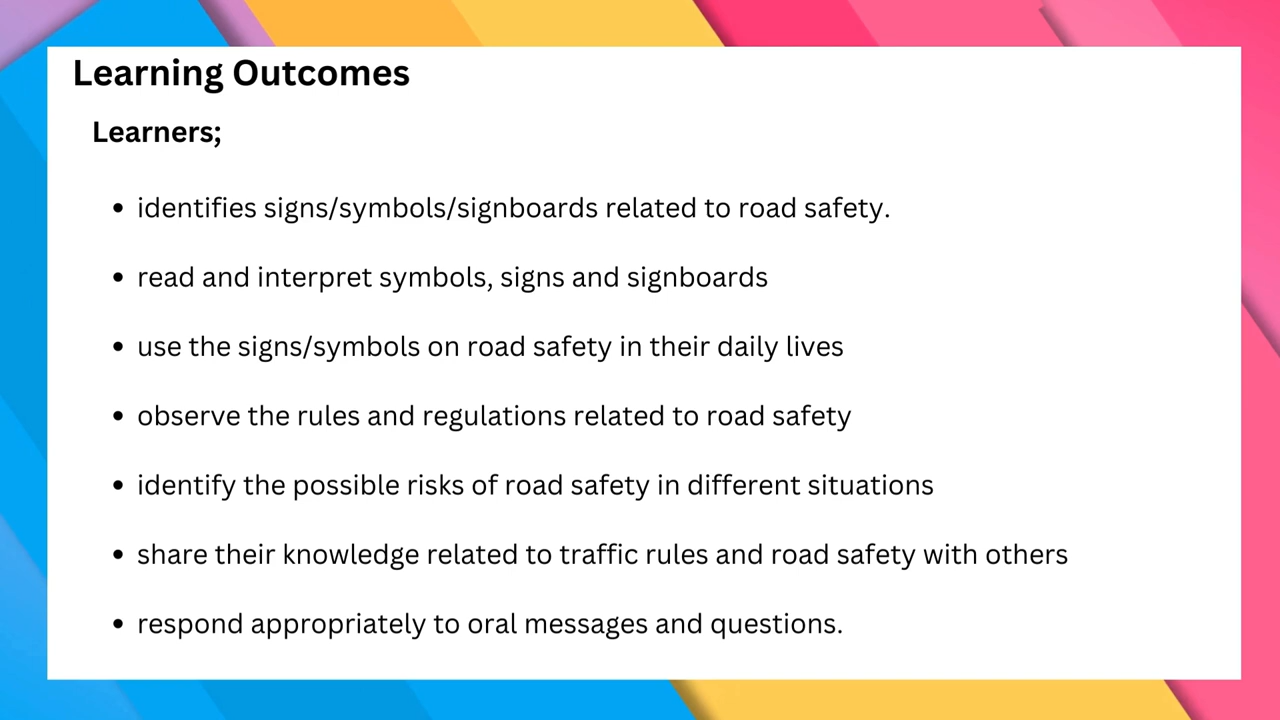 Learning Outcomes
Learners;
• identifies signs/symbols/signboards related to road safety.
• read and interpret symbols, signs and signboards
• use the signs/symbols on road safety in their daily lives
• observe the rules and regulations related to road safety
• identify the possible risks of road safety in different situations
• share their knowledge related to traffic rules and road safety with others
• respond appropriately to oral messages and questions.